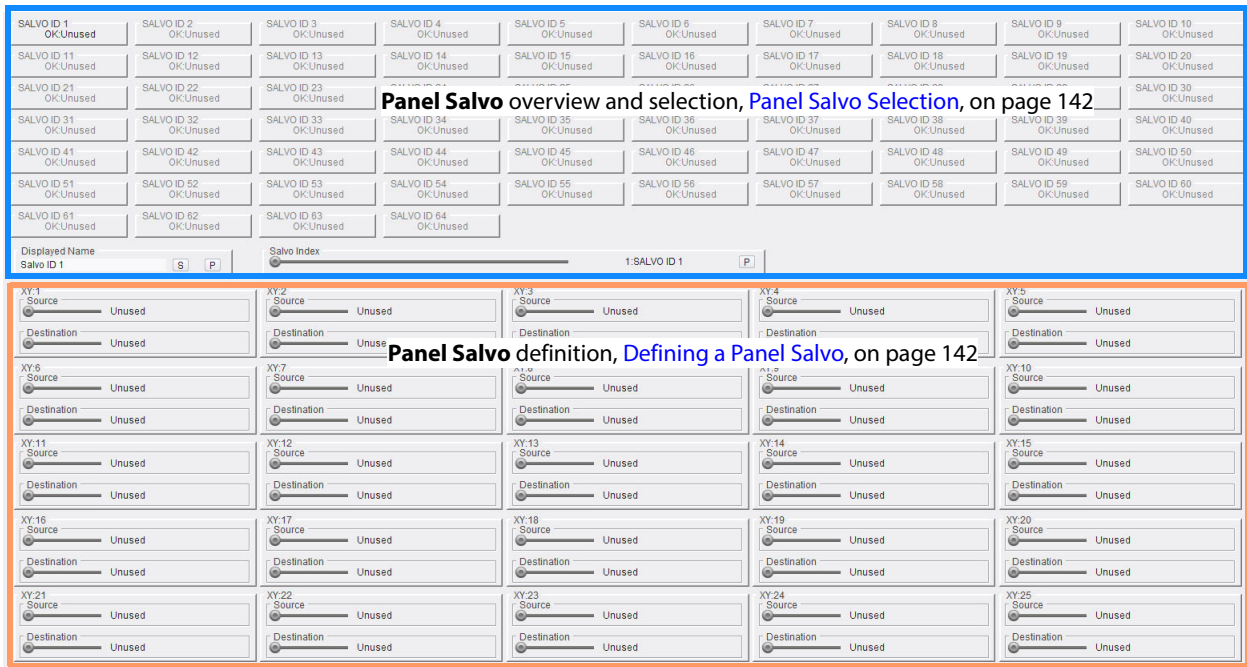 SALVO ID 1 SALVO ID 2 SALVO ID 3 SALVO ID 4 SALVO ID 5 SALVO ID 6 SALVO ID 7 SALVO ID 8 SALVO ID 9 SALVO ID 10
OK:Unused OK:Unused OK:Unused OK:Unused OK:Unused OK:Unused OK:Unused OK:Unused OK:Unused OK:Unused
SALVO ID 11 SALVO ID 12 SALVO ID 13 SALVO ID 14 SALVO ID 15 SALVO ID 16 SALVO ID 17 SALVO ID 18 SALVO ID 19 SALVO ID 20
OK:Unused OK:Unused OK:Unused OK:Unused OK:Unused OK:Unused OK:Unused OK:Unused OK:Unused OK:Unused
SALVO ID 21 SALVO ID 22 SALVO ID 23 SALVO ID 30
OK:Unused OK:Unused OK:Unused OK:Unused
Panel Salvo overview and selection, Panel Salvo Selection, on page 142
SALVO ID 31 SALVO ID 32 SALVO ID 33 SALVO ID 34 SALVO ID 35 SALVO ID 36 SALVO ID 37 SALVO ID 38 SALVO ID 39 SALVO ID 40
OK:Unused OK:Unused OK:Unused OK:Unused OK:Unused OK:Unused OK:Unused OK:Unused OK:Unused OK:Unused
SALVO ID 41 SALVO ID 42 SALVO ID 43 SALVO ID 44 SALVO ID 45 SALVO ID 46 SALVO ID 47 SALVO ID 48 SALVO ID 49 SALVO ID 50
OK:Unused OK:Unused OK:Unused OK:Unused OK:Unused OK:Unused OK:Unused OK:Unused OK:Unused OK:Unused
SALVO ID 51 SALVO ID 52 SALVO ID 53 SALVO ID 54 SALVO ID 55 SALVO ID 56 SALVO ID 57 SALVO ID 58 SALVO ID 59 SALVO ID 60
OK:Unused OK:Unused OK:Unused OK:Unused OK:Unused OK:Unused OK:Unused OK:Unused OK:Unused OK:Unused
SALVO ID 61 SALVO ID 62 SALVO ID 63 SALVO ID 64
OK:Unused OK:Unused OK:Unused OK:Unused
Displayed Name Salvo Index
Salvo ID 1 S P 1:SALVO ID 1 P
XY:1 XY:2 XY:3 XY:4 XY:5
Source Source Source Source Source
Unused Unused Unused Unused Unused
Destination Destination Destination Destination Destination
Unused Unused Unused
Panel Salvo definition, Defining a Panel Salvo, on page 142
XY:6 XY:7 XY:8 XY:9 XY:10
Source Source Source Source Source
Unused Unused Unused Unused Unused
Destination Destination Destination Destination Destination
Unused Unused Unused Unused Unused
XY:11 XY:12 XY:13 XY:14 XY:15
Source Source Source Source Source
Unused Unused Unused Unused Unused
Destination Destination Destination Destination Destination
Unused Unused Unused Unused Unused
XY:16 XY:17 XY:18 XY:19 XY:20
Source Source Source Source Source
Unused Unused Unused Unused Unused
Destination Destination Destination Destination Destination
Unused Unused Unused Unused Unused
XY:21 XY:22 XY:23 XY:24 XY:25
Source Source Source Source Source
Unused Unused Unused Unused Unused
Destination Destination Destination Destination Destination
Unused Unused Unused Unused Unused